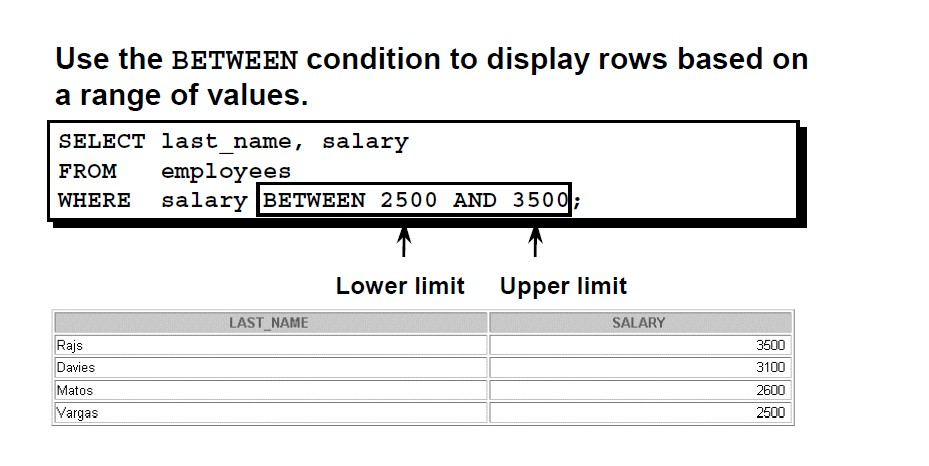 Use the BETWEEN condition to display rows based on
a range of values.
SELECT last_name, salary
FROM employees
WHERE salary BETWEEN 2500 AND 3500;
Lower limit Upper limit
LAST_NAME SALARY
Rajs 3500
Davies 3100
Matos 2600
Vargas 2500